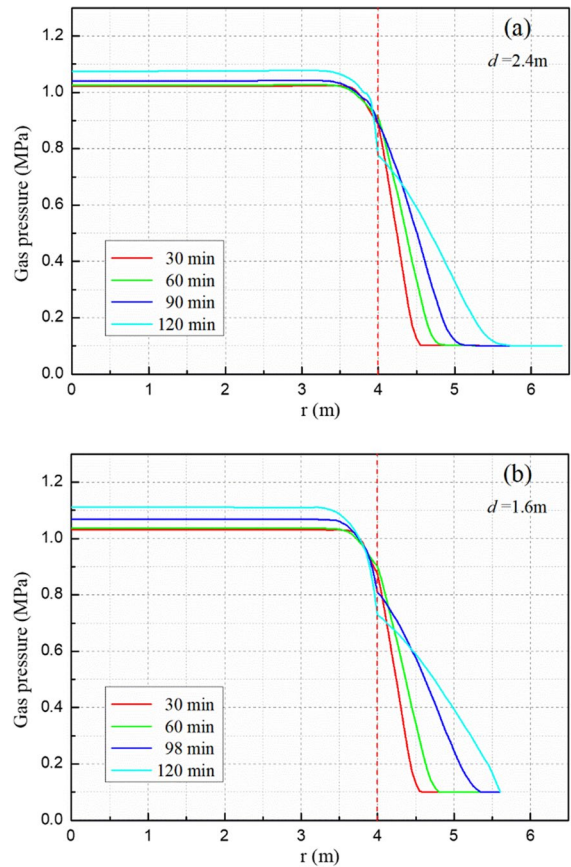 (a)
d =2.4m
Gas pressure (MPa)
1.2
1.0
0.8
0.6
0.4
0.2
0.0
30 min
60 min
90 min
120 min
0 1 2 3 4 5 6
r (m)
(b)
d =1.6m
Gas pressure (MPa)
1.2
1.0
0.8
0.6
0.4
0.2
0.0
30 min
60 min
98 min
120 min
0 1 2 3 4 5 6
r (m)